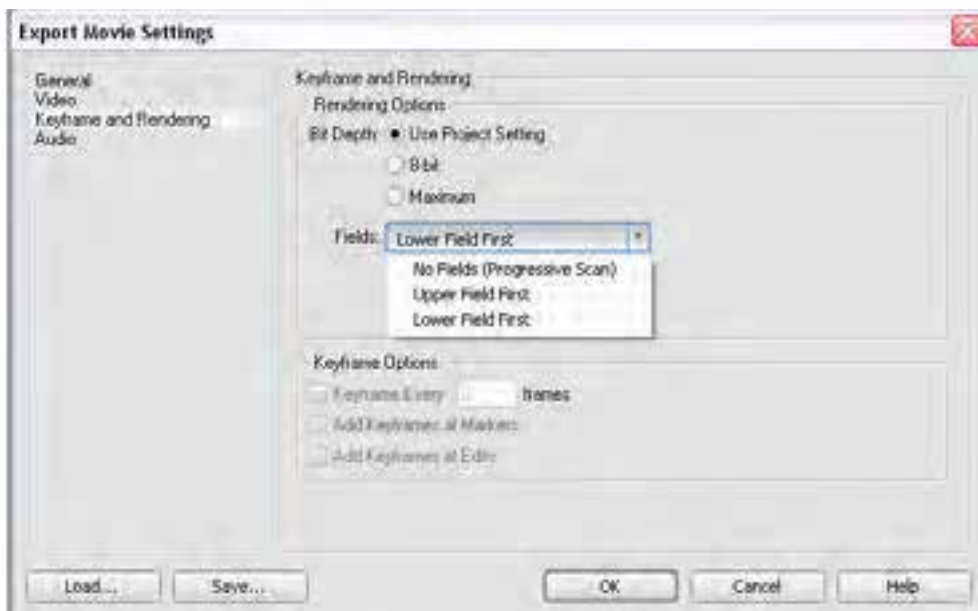 Export Movie Settings
General
Video
Keyframe and Rendering
Audio
Keyframe and Rendering
Rendering Options
Bit Depth: Use Project Setting
8-bit
Maximum
Fields: Lower Field First
No Fields (Progressive Scan)
Upper Field First
Lower Field First
Keyframe Options
Keyframe Every frames
Add Keyframes at Markers
Add Keyframes at Edits
Load... Save... OK Cancel Help